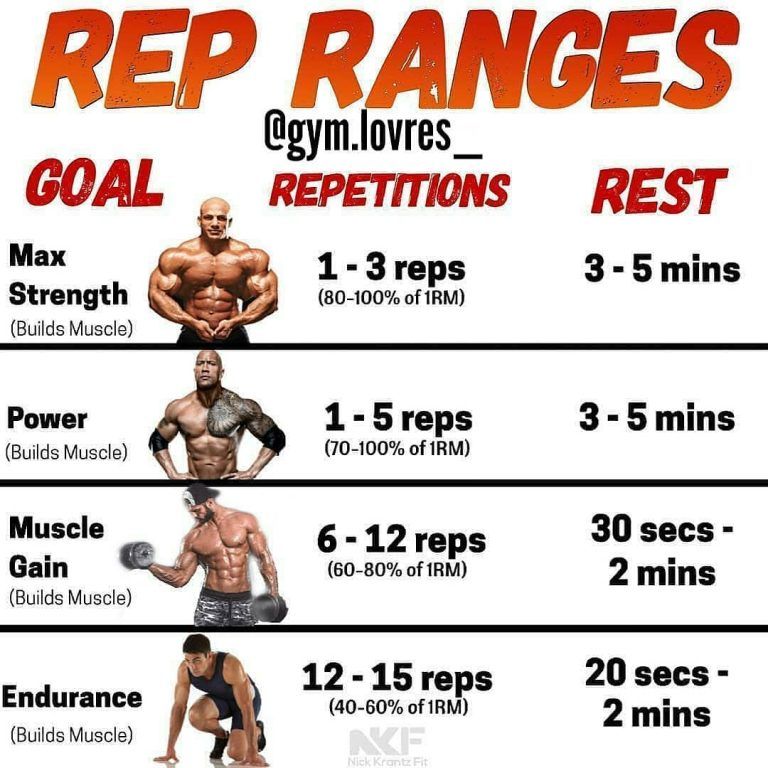 REP RANGES
@gym.lovres_
GOAL REPETITIONS REST
Max
Strength
(Builds Muscle)
1 - 3 reps
(80-100% of 1RM)
3 - 5 mins
Power
(Builds Muscle)
1 - 5 reps
(70-100% of 1RM)
3 - 5 mins
Muscle
Gain
(Builds Muscle)
6 - 12 reps
(60-80% of 1RM)
30 secs -
2 mins
Endurance
(Builds Muscle)
12 - 15 reps
(40-60% of 1RM)
20 secs -
2 mins
NKF
Nick Krantz Fit